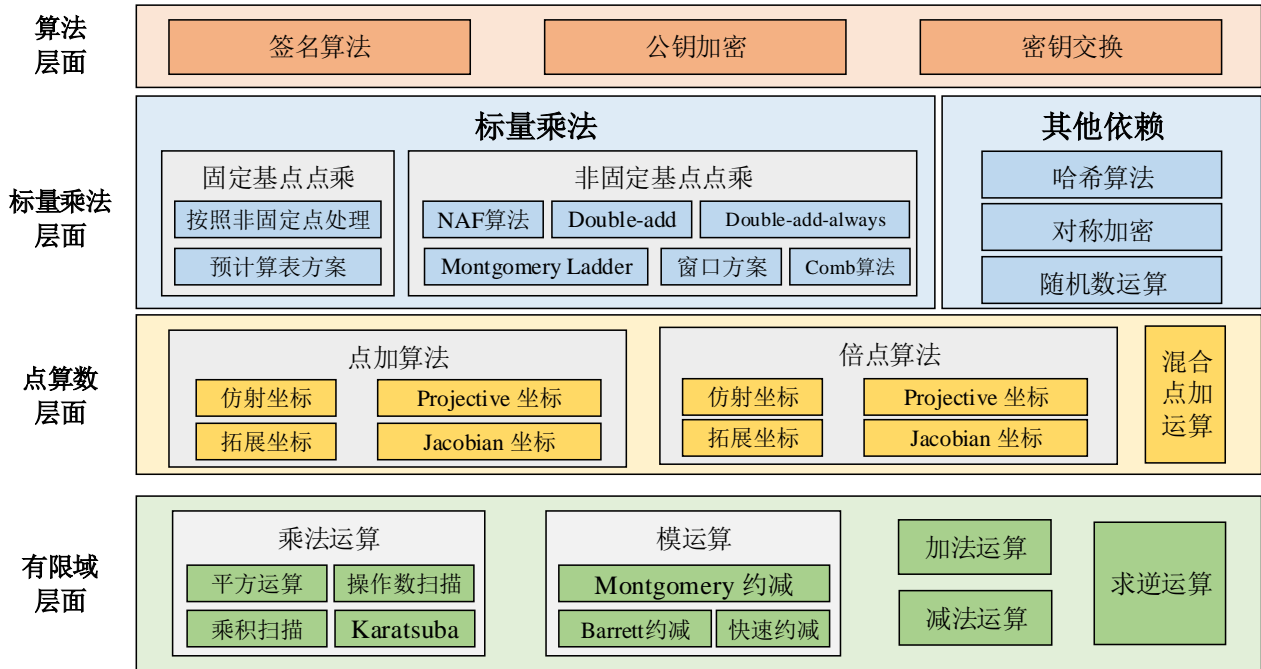 算法
层面
签名算法
公钥加密
密钥交换
标量乘法
层面
标量乘法
固定基点点乘
按照非固定点处理
预计算表方案
非固定基点点乘
NAF算法
Double-add
Double-add-always
Montgomery Ladder
窗口方案
Comb算法
其他依赖
哈希算法
对称加密
随机数运算
点算数
层面
点加算法
仿射坐标
Projective 坐标
拓展坐标
Jacobian 坐标
倍点算法
仿射坐标
Projective 坐标
拓展坐标
Jacobian 坐标
混合
点加
运算
有限域
层面
乘法运算
平方运算
操作数扫描
乘积扫描
Karatsuba
模运算
Montgomery 约减
Barrett约减
快速约减
加法运算
减法运算
求逆运算